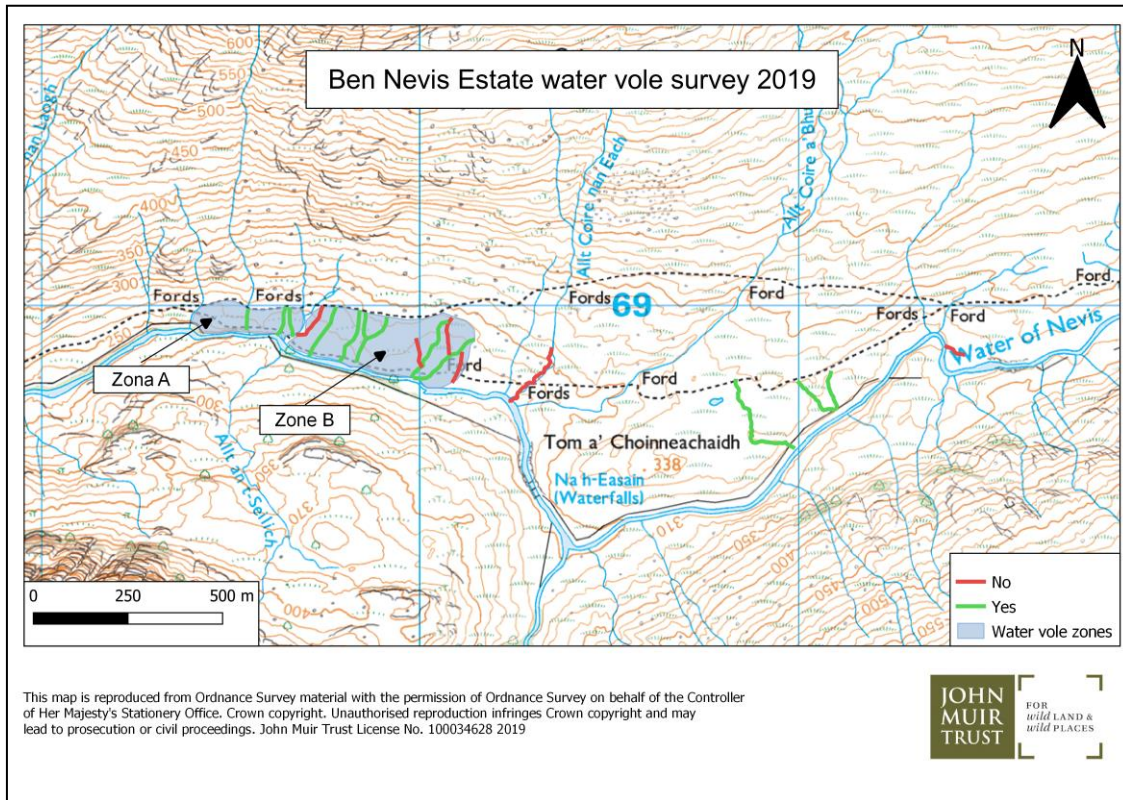 Ben Nevis Estate water vole survey 2019
N
600
550
500
450
400
350
300
250
nan Laogh
Allt Coire nan Each
Allt Coire a'Bhu
Fords
Fords
Fords
69
Ford
Fords
Ford
Ford
Water of Nevis
Zona A
Zone B
Ford
Fords
Ford
300
350
370
400
Allt an t-Seilich
Tom a' Choinneachaidh
338
Na h-Easain
(Waterfalls)
310
350
400
450
500
550
0 250 500 m
No
Yes
Water vole zones
This map is reproduced from Ordnance Survey material with the permission of Ordnance Survey on behalf of the Controller
of Her Majesty's Stationery Office. Crown copyright. Unauthorised reproduction infringes Crown copyright and may
lead to prosecution or civil proceedings. John Muir Trust License No. 100034628 2019
JOHN
MUIR
TRUST
FOR
wild LAND &
wild PLACES